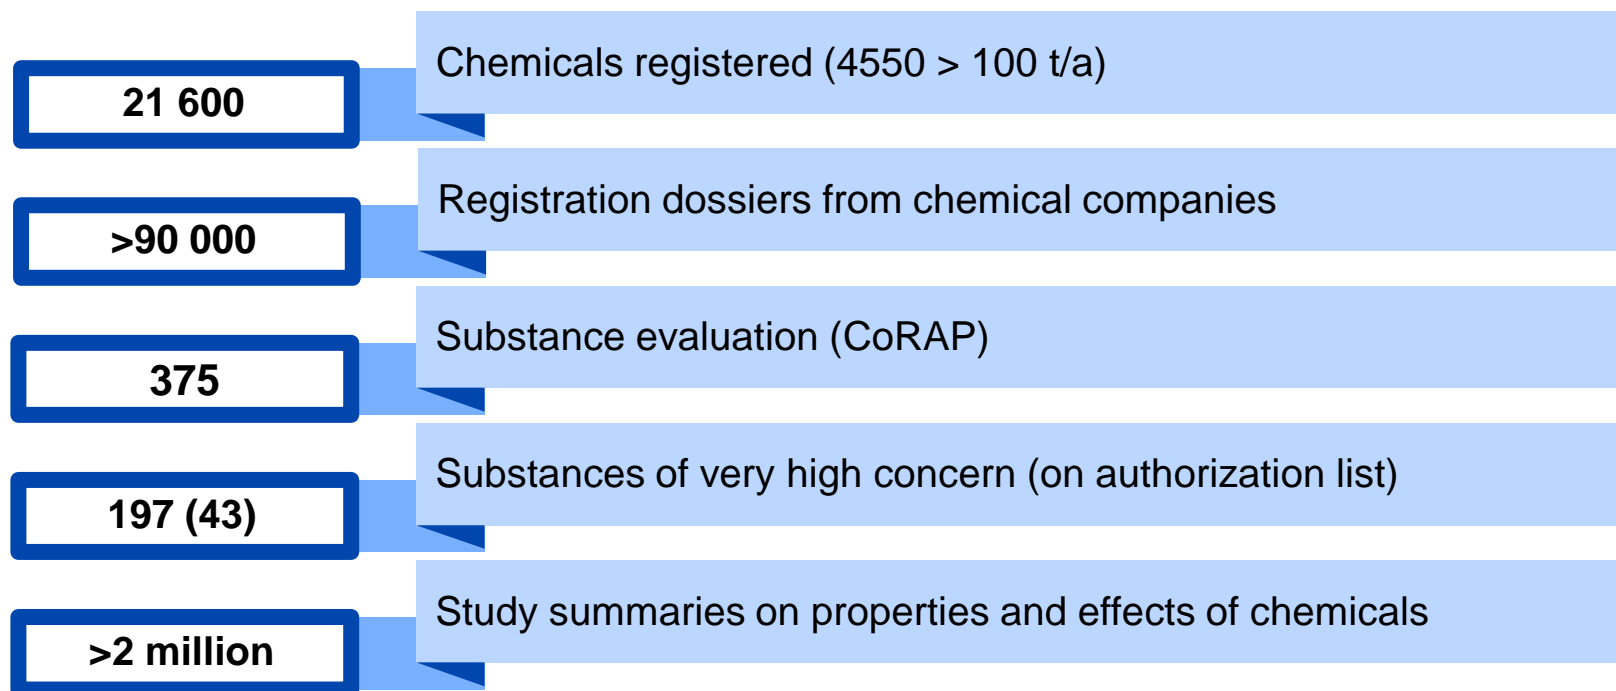 Chemicals registered (4550 > 100 t/a)
21 600
Registration dossiers from chemical companies
>90 000
Substance evaluation (CoRAP)
375
Substances of very high concern (on authorization list)
197 (43)
Study summaries on properties and effects of chemicals
>2 million